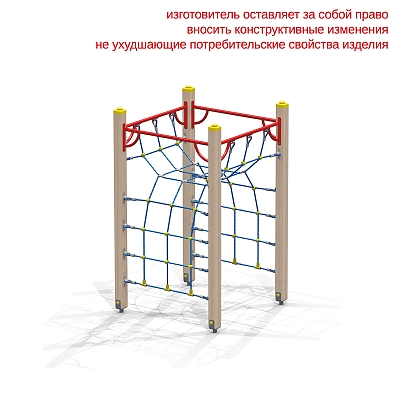 изготовитель оставляет за собой право
вносить конструктивные изменения
не ухудшающие потребительские свойства изделия